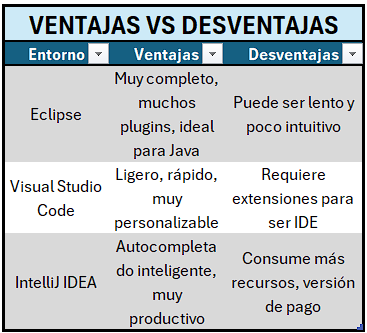 VENTAJAS VS DESVENTAJAS
Entorno Ventajas Desventajas
Eclipse
Muy completo,
muchos
plugins, ideal
para Java
Puede ser lento y
poco intuitivo
Visual Studio
Code
Ligero, rápido,
muy
personalizable
Requiere
extensiones para
ser IDE
IntelliJ IDEA
Autocompleta
do inteligente,
muy
productivo
Consume más
recursos, versión
de pago